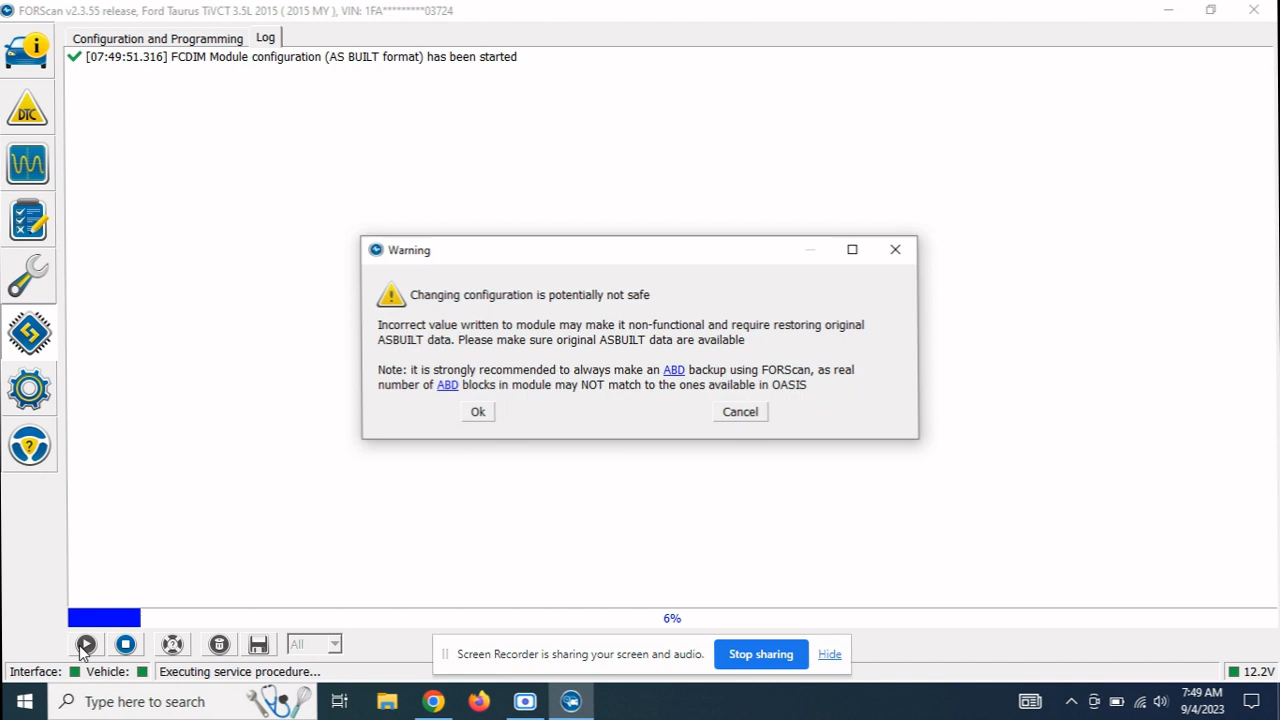 FORScan v2.3.55 release, Ford Taurus TiVCT 3.5L 2015 ( 2015 MY ), VIN: 1FA*********03724
Configuration and Programming Log
[07:49:51.316] FCDIM Module configuration (AS BUILT format) has been started
DTC
Warning
Changing configuration is potentially not safe
Incorrect value written to module may make it non-functional and require restoring original
ASBUILT data. Please make sure original ASBUILT data are available
Note: it is strongly recommended to always make an ABD backup using FORScan, as real
number of ABD blocks in module may NOT match to the ones available in OASIS
Ok Cancel
6%
All
Screen Recorder is sharing your screen and audio. Stop sharing Hide
Interface: Vehicle: Executing service procedure... 12.2V
Type here to search
7:49 AM
9/4/2023